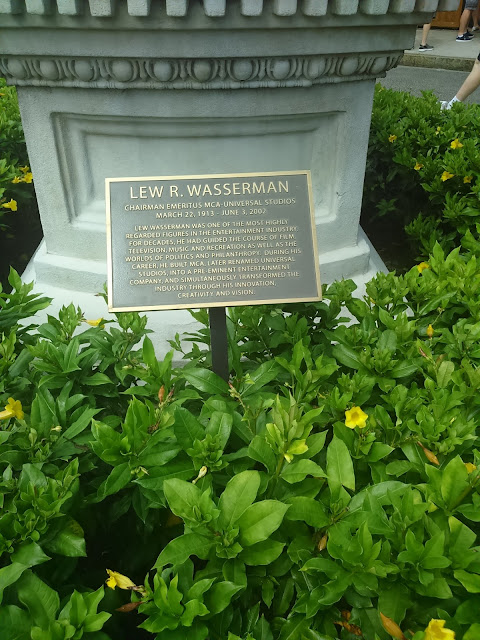 LEW R. WASSERMAN
CHAIRMAN EMERITUS MCA-UNIVERSAL STUDIOS
MARCH 22, 1913 - JUNE 3, 2002
LEW WASSERMAN WAS ONE OF THE MOST HIGHLY
REGARDED FIGURES IN THE ENTERTAINMENT INDUSTRY.
FOR DECADES, HE HAD GUIDED THE COURSE OF FILM,
TELEVISION, MUSIC AND RECREATION AS WELL AS THE
WORLDS OF POLITICS AND PHILANTHROPY. DURING HIS
CAREER, HE BUILT MCA, LATER RENAMED UNIVERSAL
STUDIOS, INTO A PRE-EMINENT ENTERTAINMENT
COMPANY, AND SIMULTANEOUSLY TRANSFORMED THE
INDUSTRY THROUGH HIS INNOVATION,
CREATIVITY AND VISION.